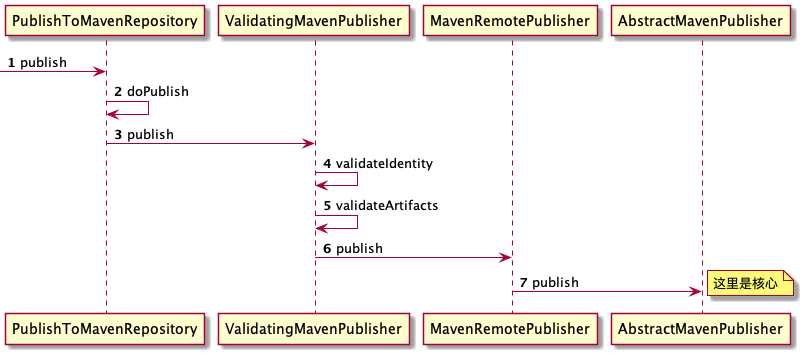 PublishToMavenRepository ValidatingMavenPublisher MavenRemotePublisher AbstractMavenPublisher
1 publish
2 doPublish
3 publish
4 validateIdentity
5 validateArtifacts
6 publish
7 publish 这里是核心
PublishToMavenRepository ValidatingMavenPublisher MavenRemotePublisher AbstractMavenPublisher